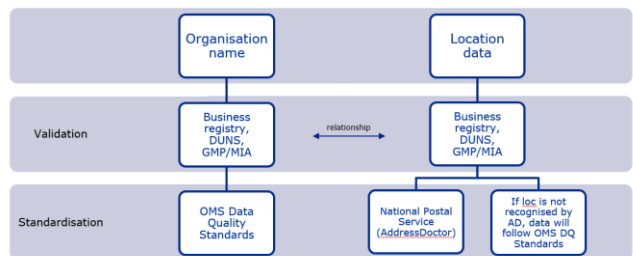 Organisation
name
Location
data
Validation
Business
registry,
DUNS,
GMP/MIA
relationship
Business
registry,
DUNS,
GMP/MIA
Standardisation
OMS Data
Quality
Standards
National Postal
Service
(AddressDoctor)
If loc is not
recognised by
AD, data will
follow OMS DQ
Standards